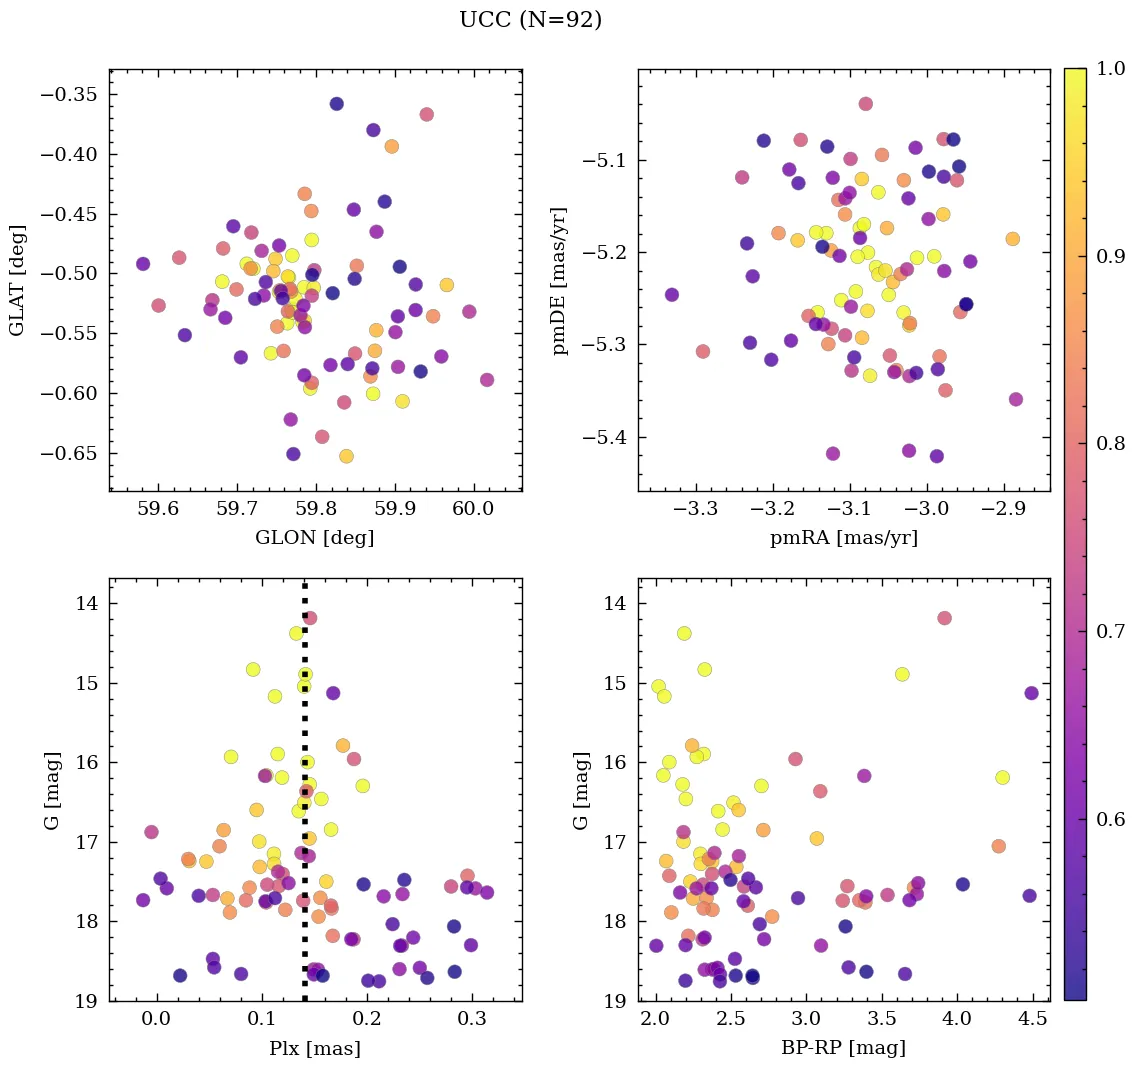 UCC (N=92)
−0.35
−0.40
−0.45
−0.50
−0.55
−0.60
−0.65
GLAT [deg]
59.6 59.7 59.8 59.9 60.0
GLON [deg]
−5.1
−5.2
−5.3
−5.4
pmDE [mas/yr]
−3.3 −3.2 −3.1 −3.0 −2.9
pmRA [mas/yr]
14
15
16
17
18
19
G [mag]
0.0 0.1 0.2 0.3
Plx [mas]
14
15
16
17
18
19
G [mag]
2.0 2.5 3.0 3.5 4.0 4.5
BP-RP [mag]
1.0
0.9
0.8
0.7
0.6